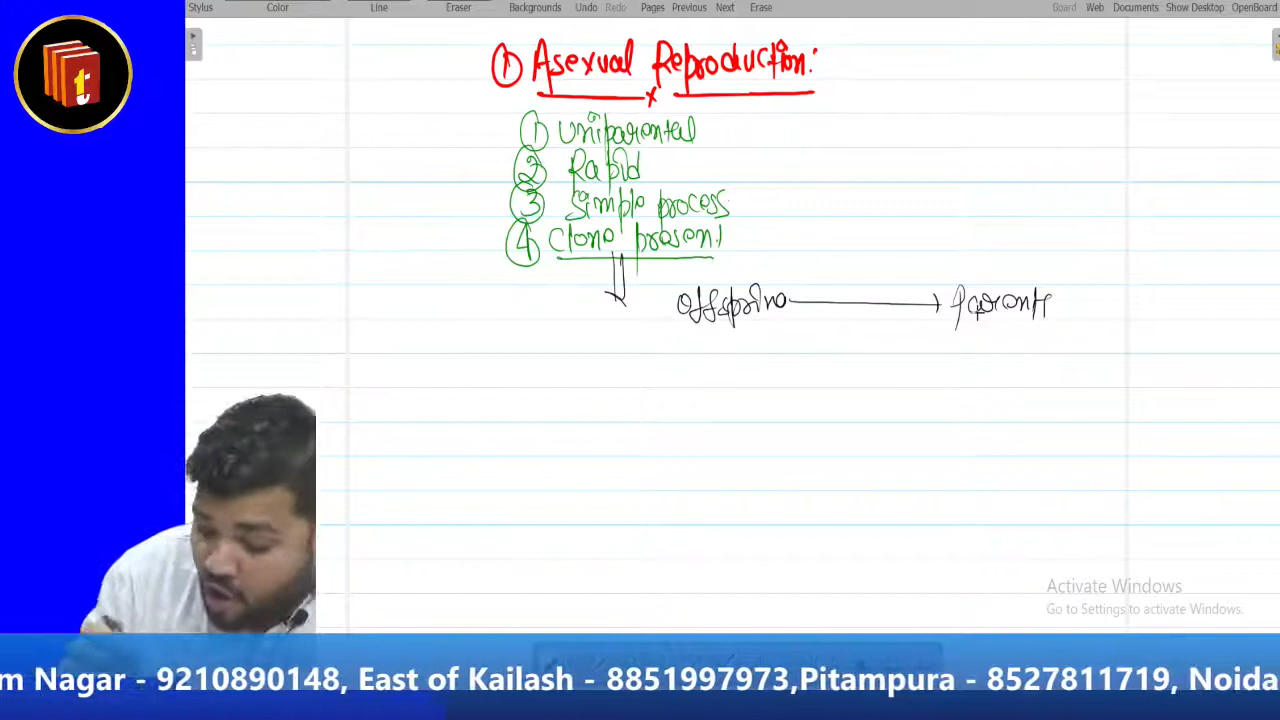 Stylus Color Line Eraser Backgrounds Undo Redo Pages Previous Next Erase Board Web Documents Show Desktop OpenBoard
t
① Asexual Reproduction:
① Uniparental
② Rapid
③ Simple process
④ Clone present
offspring → parents
Activate Windows
Go to Settings to activate Windows.
m Nagar - 9210890148, East of Kailash - 8851997973,Pitampura - 8527811719, Noida